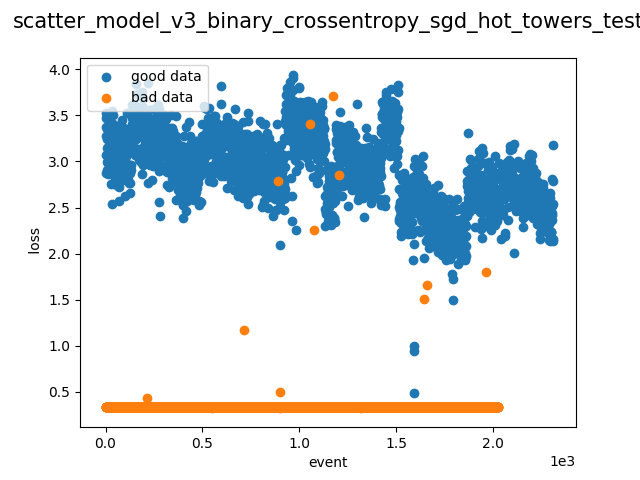 scatter_model_v3_binary_crossentropy_sgd_hot_towers_test
good data
bad data
4.0
3.5
3.0
2.5
2.0
1.5
1.0
0.5
loss
0.0 0.5 1.0 1.5 2.0
1e3
event